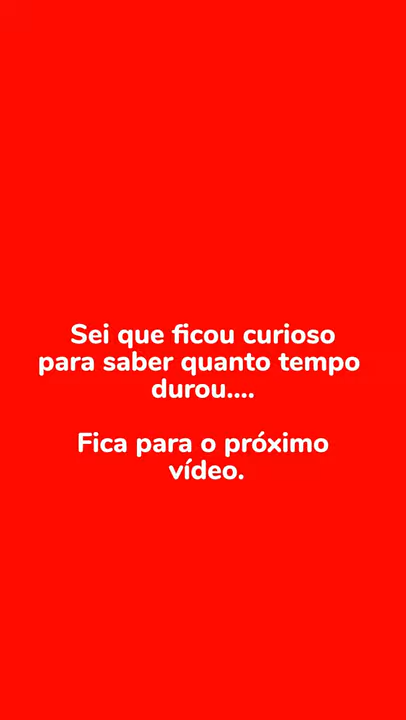 Sei que ficou curioso
para saber quanto tempo
durou....
Fica para o próximo
vídeo.